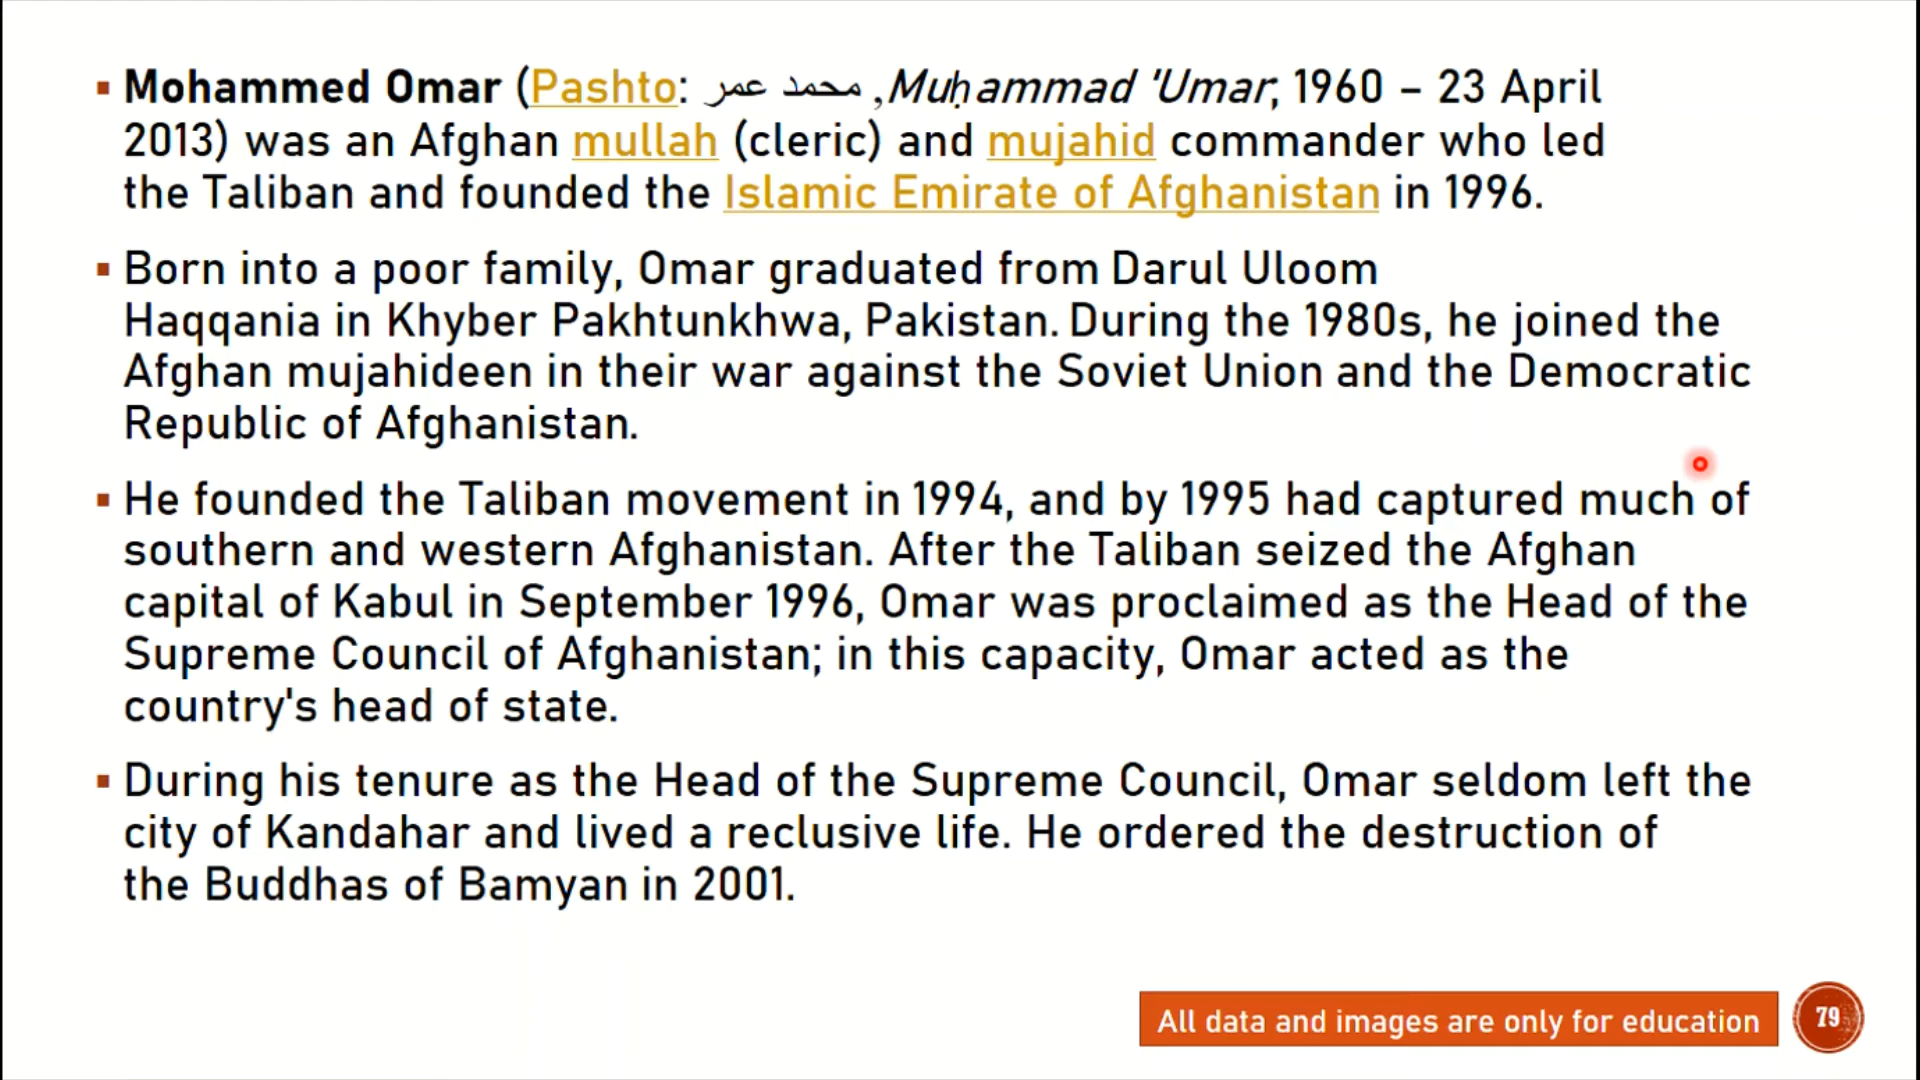 Mohammed Omar (Pashto: محمد عمر, Muḥammad 'Umar; 1960 – 23 April
2013) was an Afghan mullah (cleric) and mujahid commander who led
the Taliban and founded the Islamic Emirate of Afghanistan in 1996.
Born into a poor family, Omar graduated from Darul Uloom
Haqqania in Khyber Pakhtunkhwa, Pakistan. During the 1980s, he joined the
Afghan mujahideen in their war against the Soviet Union and the Democratic
Republic of Afghanistan.
He founded the Taliban movement in 1994, and by 1995 had captured much of
southern and western Afghanistan. After the Taliban seized the Afghan
capital of Kabul in September 1996, Omar was proclaimed as the Head of the
Supreme Council of Afghanistan; in this capacity, Omar acted as the
country's head of state.
During his tenure as the Head of the Supreme Council, Omar seldom left the
city of Kandahar and lived a reclusive life. He ordered the destruction of
the Buddhas of Bamyan in 2001.
All data and images are only for education
79